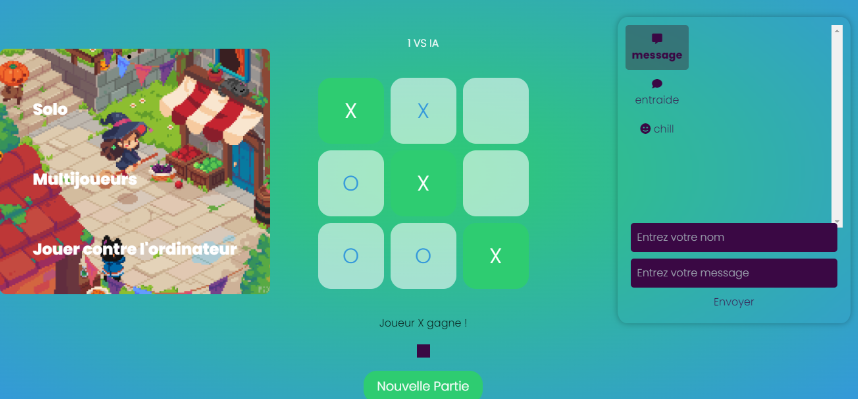 Solo
Multijoueurs
Jouer contre l'ordinateur
1 VS IA
X X
O X
O O X
Joueur X gagne !
Nouvelle Partie
message
entraide
chill
Entrez votre nom
Entrez votre message
Envoyer